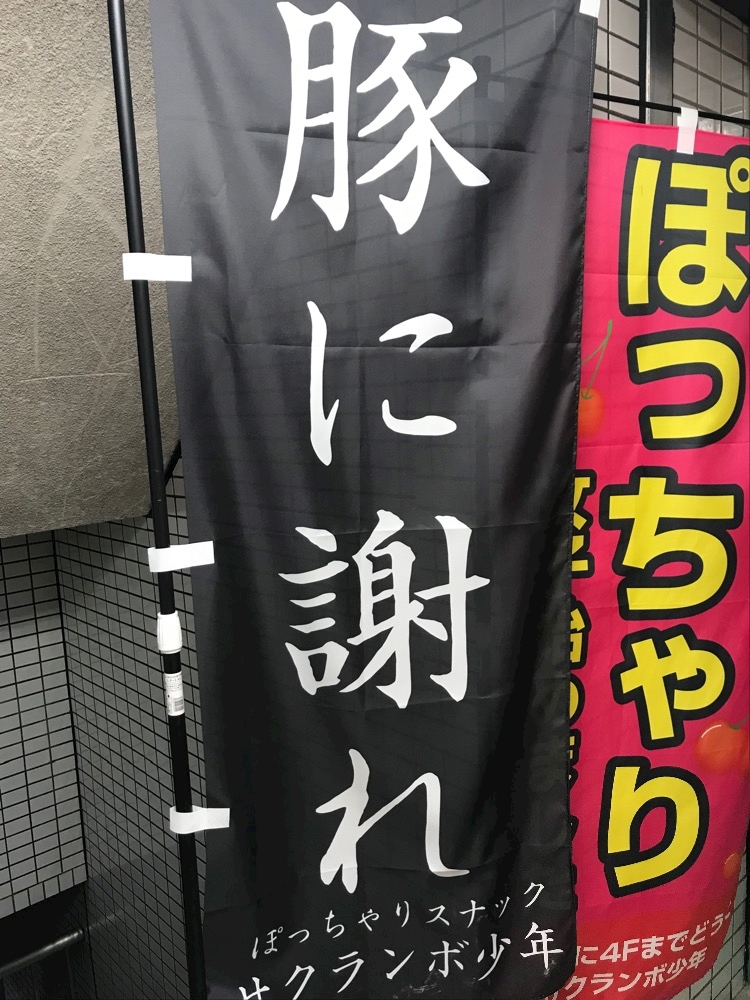 豚に謝れ
ぽっちゃりスナック
サクランボ少年
ぽっちゃり
に4Fまでどう
クランボ少年